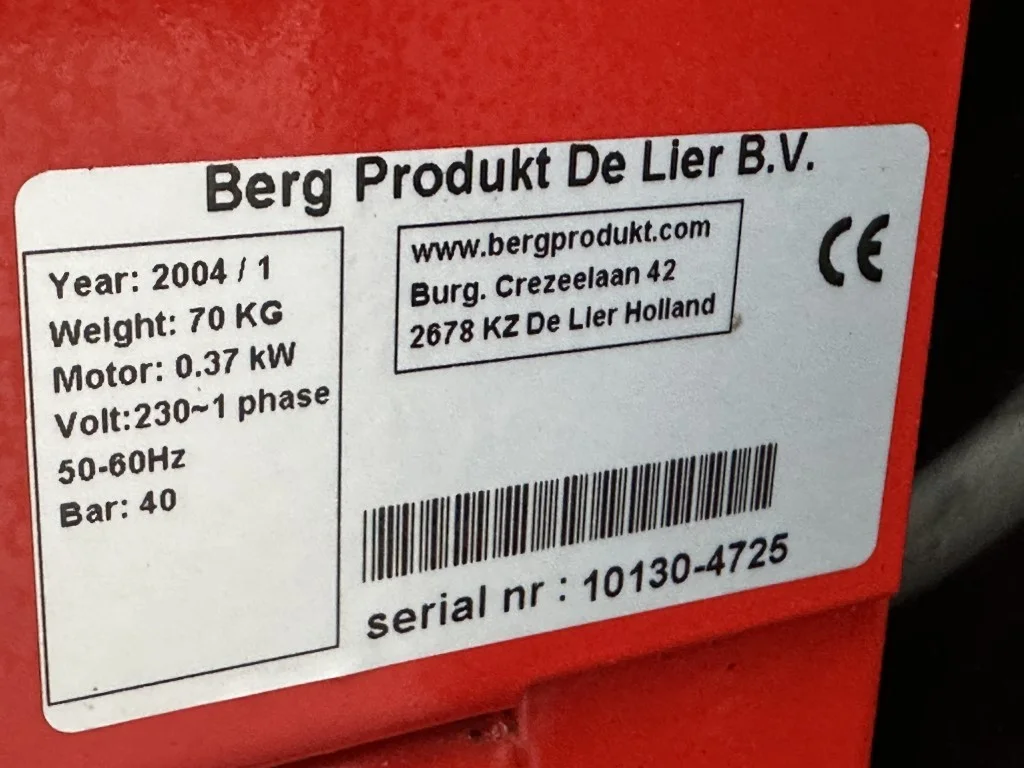 Berg Produkt De Lier B.V.
Year: 2004 / 1
Weight: 70 KG
Motor: 0.37 kW
Volt:230~1 phase
50-60Hz
Bar: 40
www.bergprodukt.com
Burg. Crezeelaan 42
2678 KZ De Lier Holland
CE
serial nr : 10130-4725